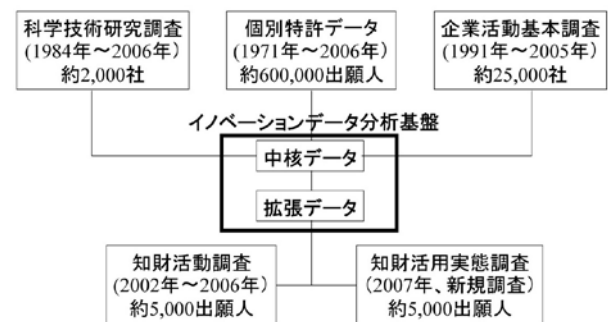 科学技術研究調査
(1984年～2006年)
約2,000社
個別特許データ
(1971年～2006年)
約600,000出願人
企業活動基本調査
(1991年～2005年)
約25,000社
イノベーションデータ分析基盤
中核データ
拡張データ
知財活動調査
(2002年～2006年)
約5,000出願人
知財活用実態調査
(2007年、新規調査)
約5,000出願人